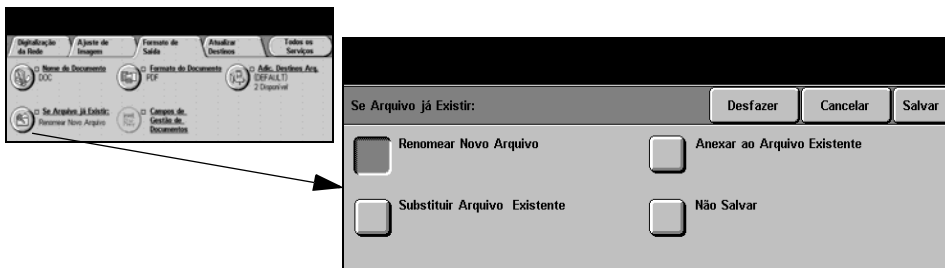 Digitalização da Rede
Ajuste de Imagem
Formato de Saída
Atualizar Destinos
Todos os Serviços
Nome do Documento
DOC
Formato do Documento
PDF
Adic. Destinos Arq.
(DEFAULT)
2 Disponível
Se Arquivo já Existir:
Renomear Novo Arquivo
Campos de Gestão de Documentos
Se Arquivo já Existir:
Desfazer
Cancelar
Salvar
Renomear Novo Arquivo
Anexar ao Arquivo Existente
Substituir Arquivo Existente
Não Salvar